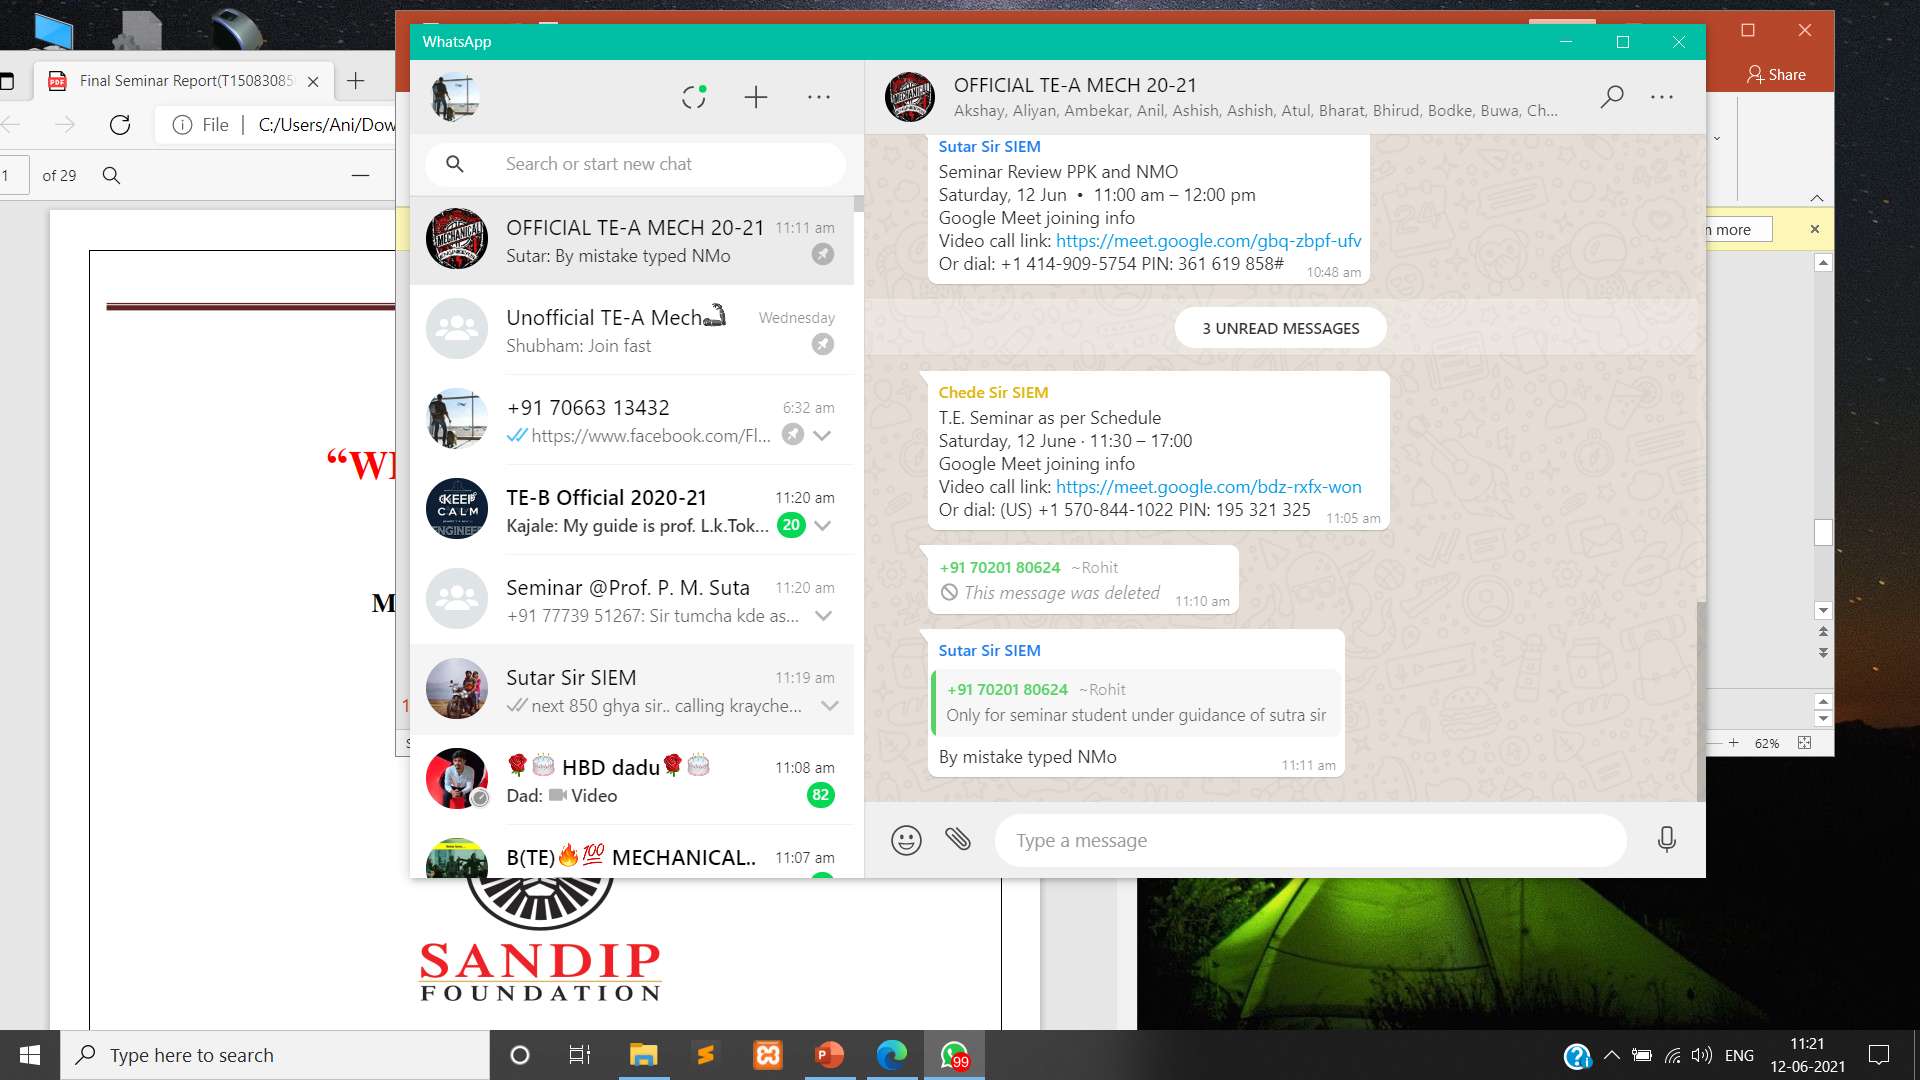 WhatsApp
Final Seminar Report(T15083085
Share
File
C:/Users/Ani/Dow
1
of 29
more
“W
M
SANDIP
FOUNDATION
62%
Search or start new chat
OFFICIAL TE-A MECH 20-21
11:11 am
Sutar: By mistake typed NMo
Unofficial TE-A Mech
Wednesday
Shubham: Join fast
+91 70663 13432
6:32 am
https://www.facebook.com/Fl...
KEEP
CALM
ENGINEE
TE-B Official 2020-21
11:20 am
Kajale: My guide is prof. L.k.Tok...
20
Seminar @Prof. P. M. Suta
11:20 am
+91 77739 51267: Sir tumcha kde as...
Sutar Sir SIEM
11:19 am
next 850 ghya sir.. calling krayche...
🌹🎂 HBD dadu🌹🎂
11:08 am
Dad: Video
82
B(TE)🔥💯 MECHANICAL..
11:07 am
OFFICIAL TE-A MECH 20-21
Akshay, Aliyan, Ambekar, Anil, Ashish, Ashish, Atul, Bharat, Bhirud, Bodke, Buwa, Ch...
Sutar Sir SIEM
Seminar Review PPK and NMO
Saturday, 12 Jun • 11:00 am – 12:00 pm
Google Meet joining info
Video call link: https://meet.google.com/gbq-zbpf-ufv
Or dial: +1 414-909-5754 PIN: 361 619 858#
10:48 am
3 UNREAD MESSAGES
Chede Sir SIEM
T.E. Seminar as per Schedule
Saturday, 12 June · 11:30 – 17:00
Google Meet joining info
Video call link: https://meet.google.com/bdz-rxfx-won
Or dial: (US) +1 570-844-1022 PIN: 195 321 325
11:05 am
+91 70201 80624 ~Rohit
This message was deleted
11:10 am
Sutar Sir SIEM
+91 70201 80624 ~Rohit
Only for seminar student under guidance of sutra sir
By mistake typed NMo
11:11 am
Type a message
Type here to search
99
ENG
11:21
12-06-2021